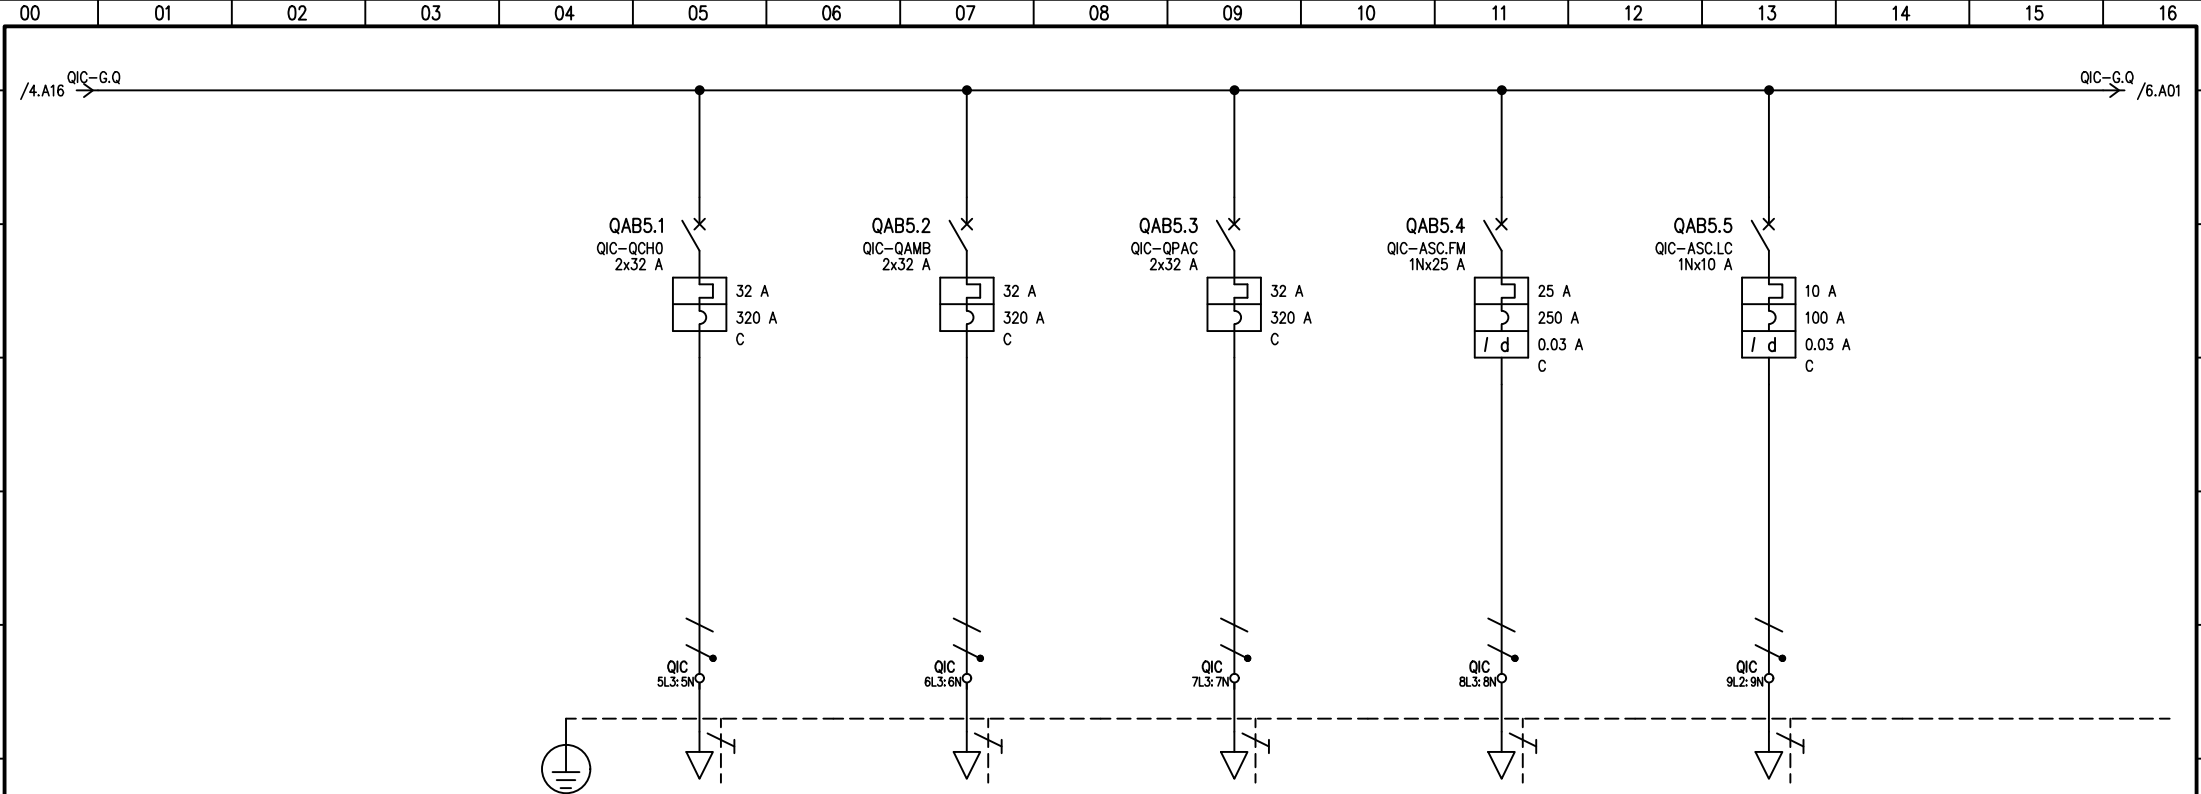 00 01 02 03 04 05 06 07 08 09 10 11 12 13 14 15 16
QIC-G.Q
/4.A16
QIC-G.Q
/6.A01
QAB5.1
QIC-QCH0
2x32 A
32 A
320 A
C
QAB5.2
QIC-QAMB
2x32 A
32 A
320 A
C
QAB5.3
QIC-QPAC
2x32 A
32 A
320 A
C
QAB5.4
QIC-ASC.FM
1Nx25 A
25 A
250 A
I d
0.03 A
C
QAB5.5
QIC-ASC.LC
1Nx10 A
10 A
100 A
I d
0.03 A
C
QIC
5L3:5N
QIC
6L3:6N
QIC
7L3:7N
QIC
8L3:8N
QIC
9L2:9N